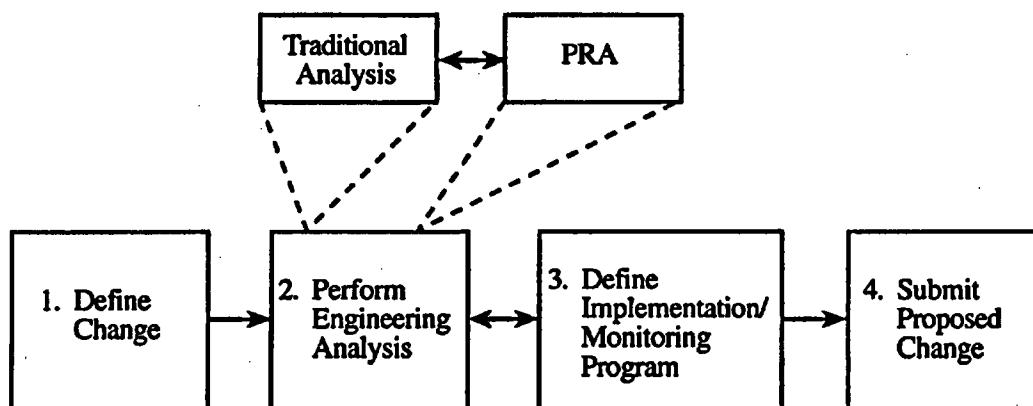 Traditional
Analysis
PRA
1. Define
Change
2. Perform
Engineering
Analysis
3. Define
Implementation/
Monitoring
Program
4. Submit
Proposed
Change